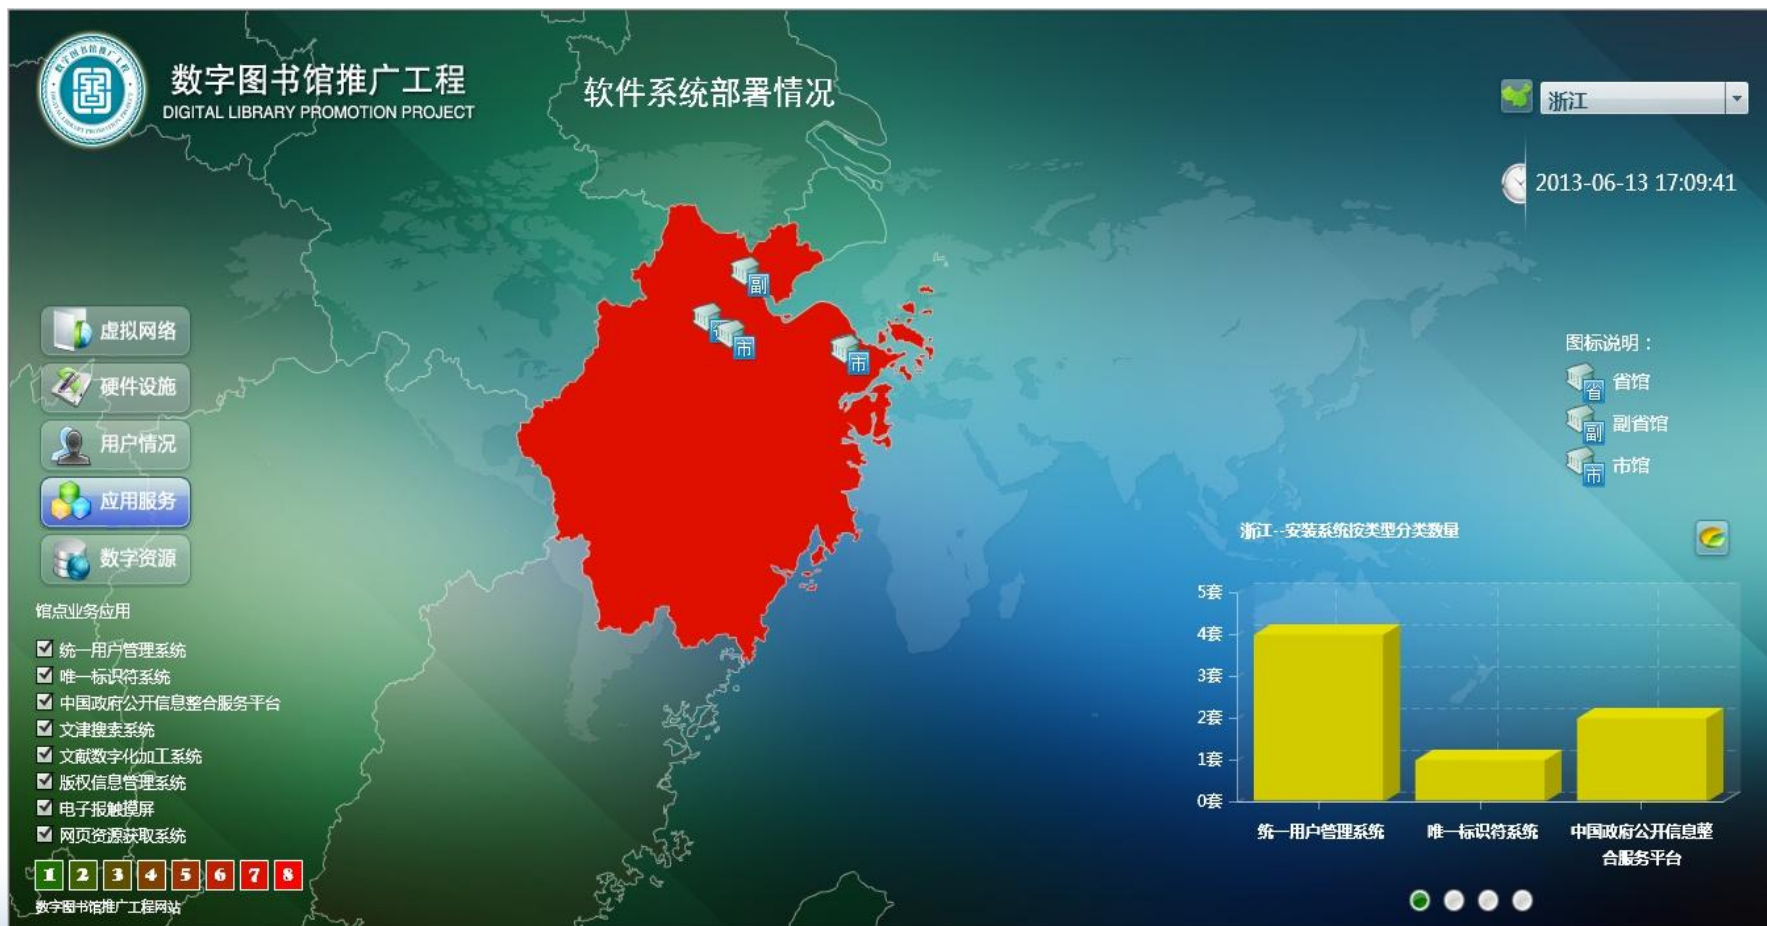 数字图书馆推广工程
DIGITAL LIBRARY PROMOTION PROJECT
软件系统部署情况
浙江
2013-06-13 17:09:41
副
市
市
虚拟网络
硬件设施
用户情况
应用服务
数字资源
图标说明：
省 省馆
副 副省馆
市 市馆
馆点业务应用
统一用户管理系统
唯一标识符系统
中国政府公开信息整合服务平台
文津搜索系统
文献数字化加工系统
版权信息管理系统
电子报触摸屏
网页资源获取系统
1 2 3 4 5 6 7 8
数字图书馆推广工程网站
浙江--安装系统按类型分类数量
5套
4套
3套
2套
1套
0套
统一用户管理系统
唯一标识符系统
中国政府公开信息整
合服务平台